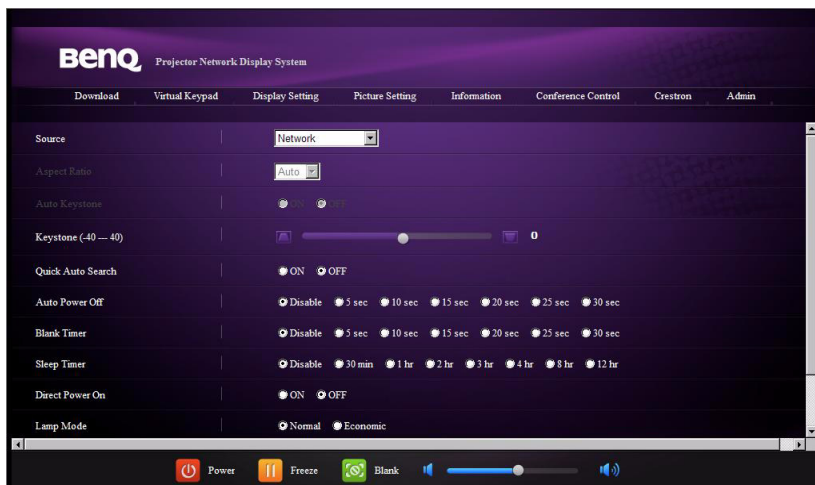 BenQ Projector Network Display System
Download Virtual Keypad Display Setting Picture Setting Information Conference Control Crestron Admin
Source Network
Aspect Ratio Auto
Auto Keystone ON OFF
Keystone (-40 — 40) 0
Quick Auto Search ON OFF
Auto Power Off Disable 5 sec 10 sec 15 sec 20 sec 25 sec 30 sec
Blank Timer Disable 5 sec 10 sec 15 sec 20 sec 25 sec 30 sec
Sleep Timer Disable 30 min 1 hr 2 hr 3 hr 4 hr 8 hr 12 hr
Direct Power On ON OFF
Lamp Mode Normal Economic
Power Freeze Blank